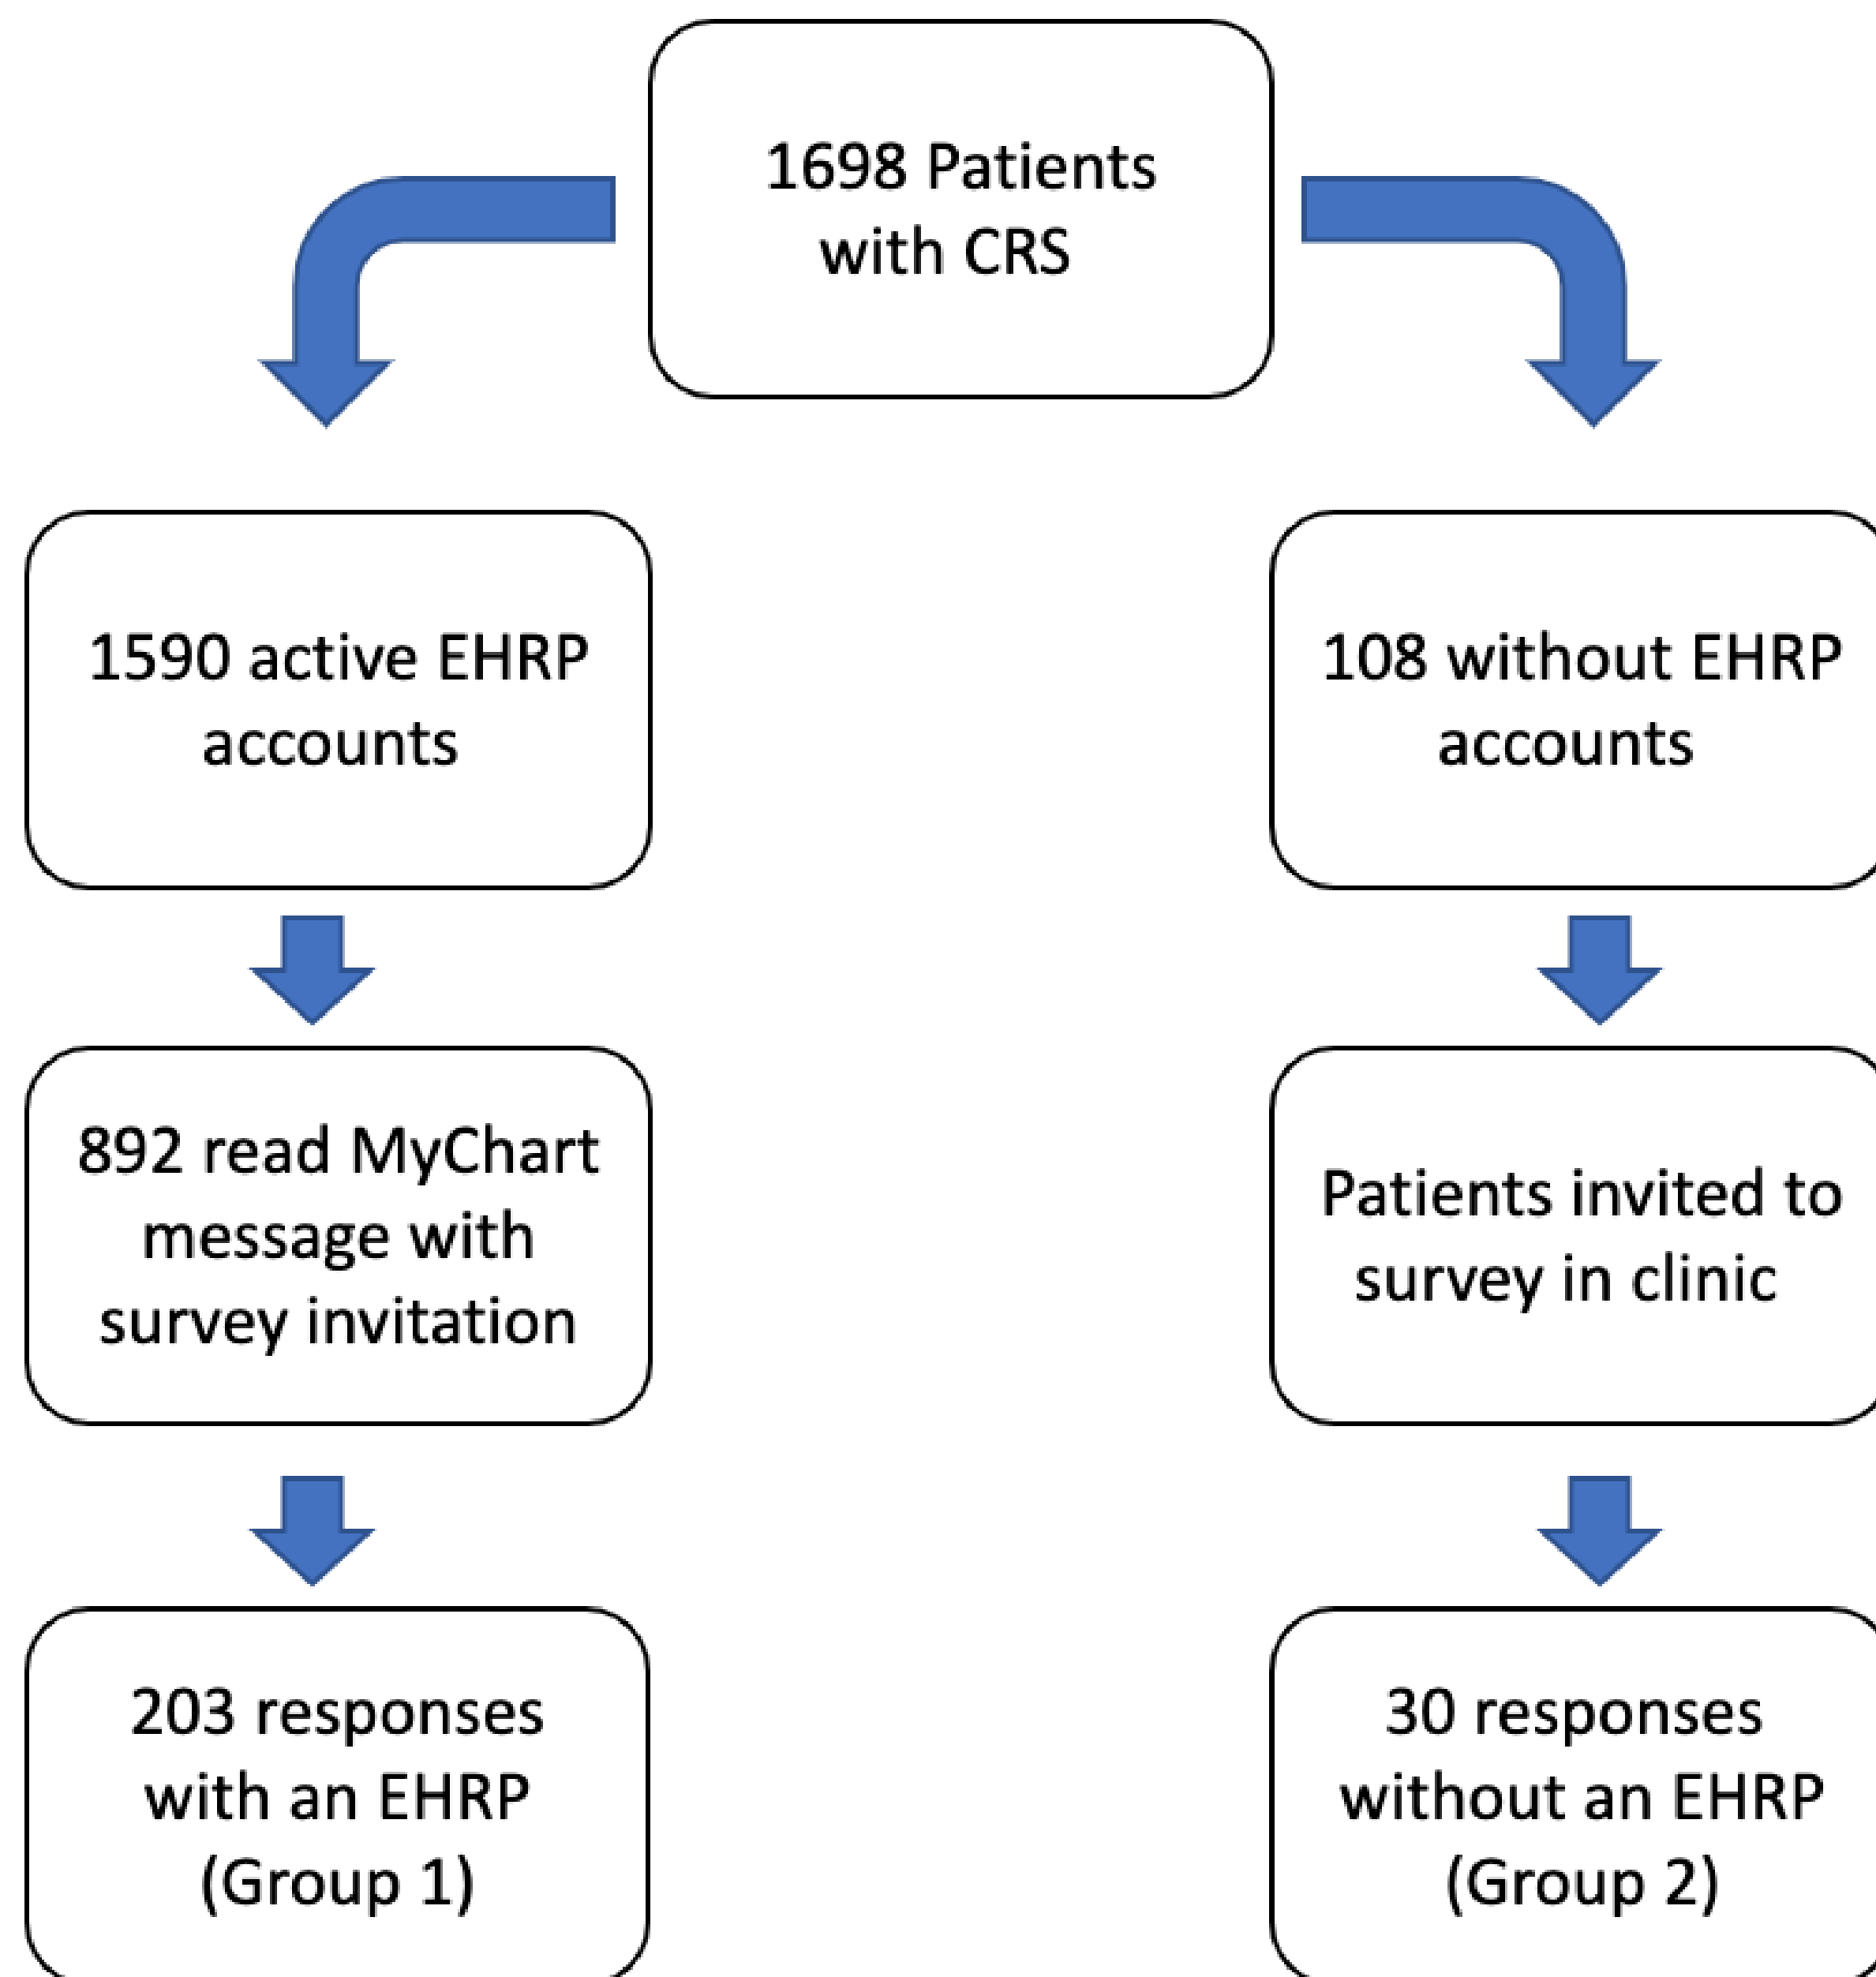 1698 Patients
with CRS
1590 active EHRP
accounts
108 without EHRP
accounts
892 read MyChart
message with
survey invitation
Patients invited to
survey in clinic
203 responses
with an EHRP
(Group 1)
30 responses
without an EHRP
(Group 2)